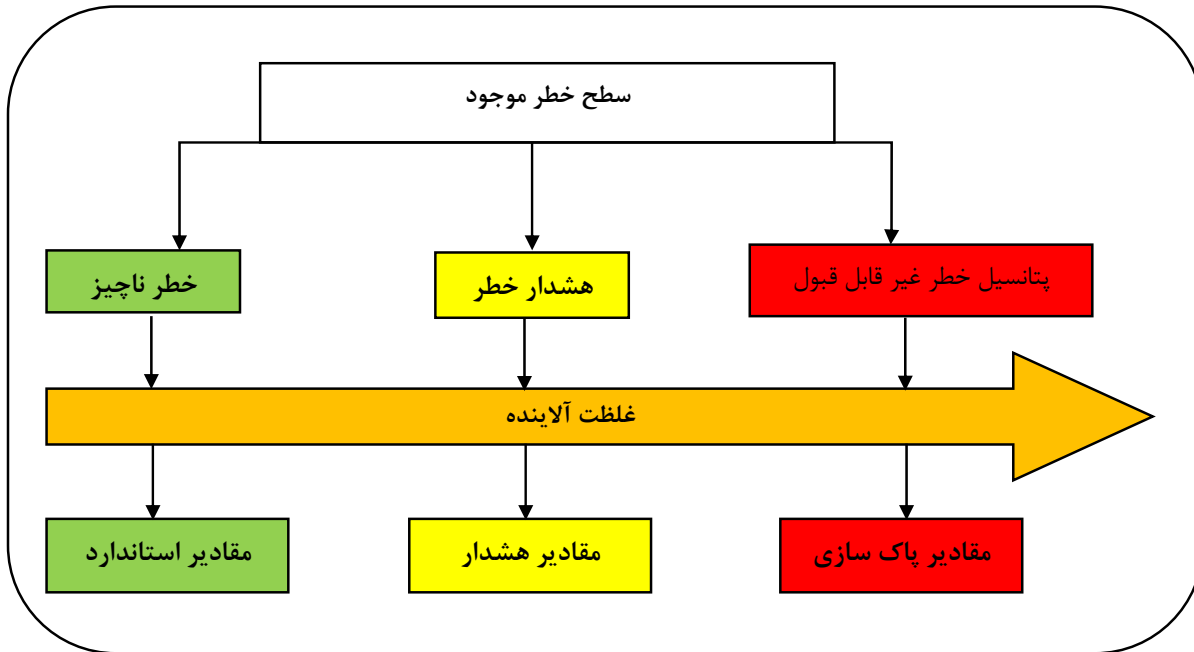 سطح خطر موجود
پتانسیل خطر غیر قابل قبول
هشدار خطر
خطر ناچیز
غلظت آلاینده
مقادیر پاک سازی
مقادیر هشدار
مقادیر استاندارد